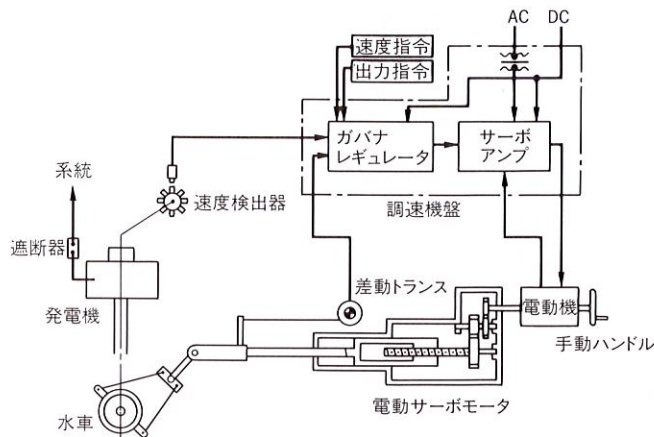 AC
DC
速度指令
出力指令
ガバナ
レギュレータ
サーボ
アンプ
系統
速度検出器
調速機盤
遮断器
発電機
差動トランス
電動機
手動ハンドル
電動サーボモータ
水車